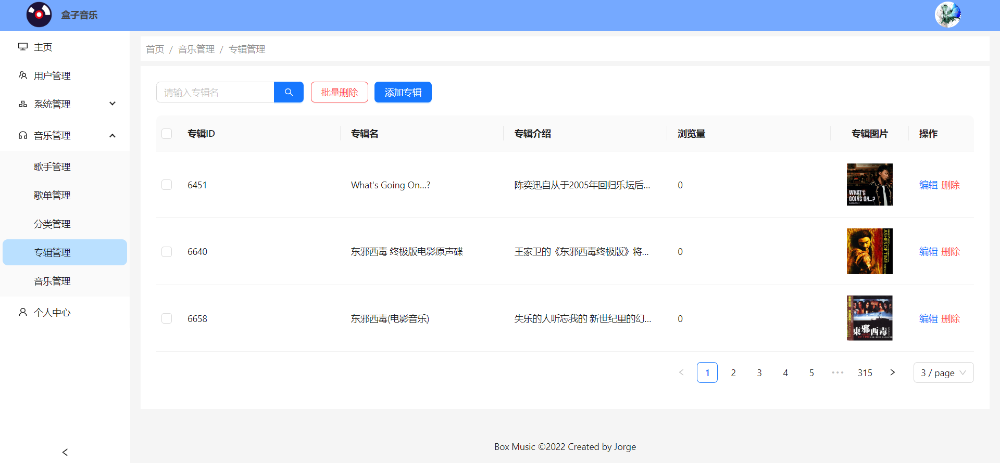 盒子音乐
主页
用户管理
系统管理
音乐管理
歌手管理
歌单管理
分类管理
专辑管理
音乐管理
个人中心
首页 / 音乐管理 / 专辑管理
请输入专辑名 批量删除 添加专辑
专辑ID 专辑名 专辑介绍 浏览量 专辑图片 操作
6451 What's Going On...? 陈奕迅自从于2005年回归乐坛后... 0 编辑 删除
WHAT'S
GOING ON...?
6640 东邪西毒 终极版电影原声碟 王家卫的《东邪西毒终极版》将... 0 编辑 删除
ASHES OF TIME REDUX
6658 东邪西毒(电影音乐) 失乐的人听忘我的 新世纪里的幻... 0 编辑 删除
東邪西毒
1 2 3 4 5 ••• 315 3 / page
Box Music ©2022 Created by Jorge